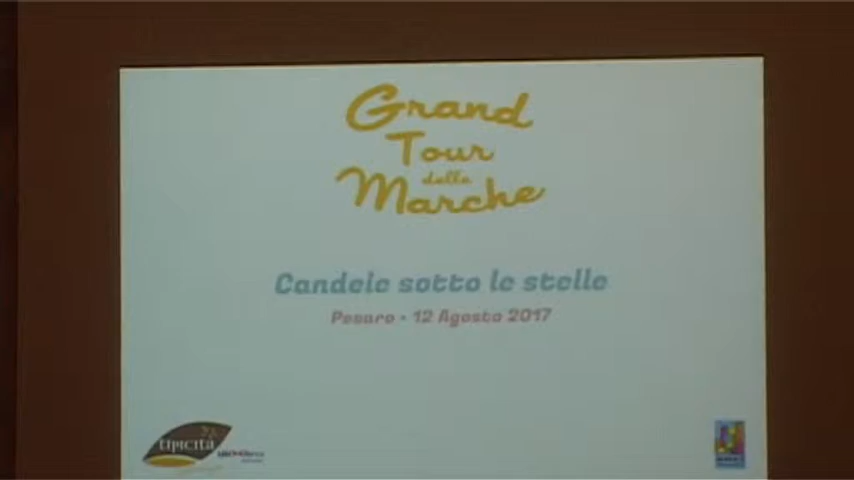 Grand
Tour
delle
Marche
Candele sotto le stelle
Pesaro • 12 Agosto 2017
tipicità